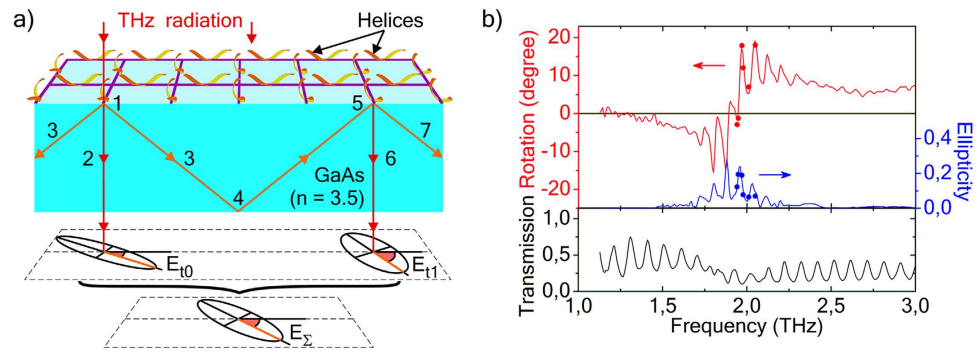 a)
THz radiation
Helices
1
5
3
2
3
6
7
4
GaAs
(n = 3.5)
E_t0
E_t1
E_Σ
b)
Rotation (degree)
20
10
0
-10
-20
Ellipticity
0,4
0,2
0,0
Transmission
1,0
0,5
0,0
1,0
1,5
2,0
2,5
3,0
Frequency (THz)